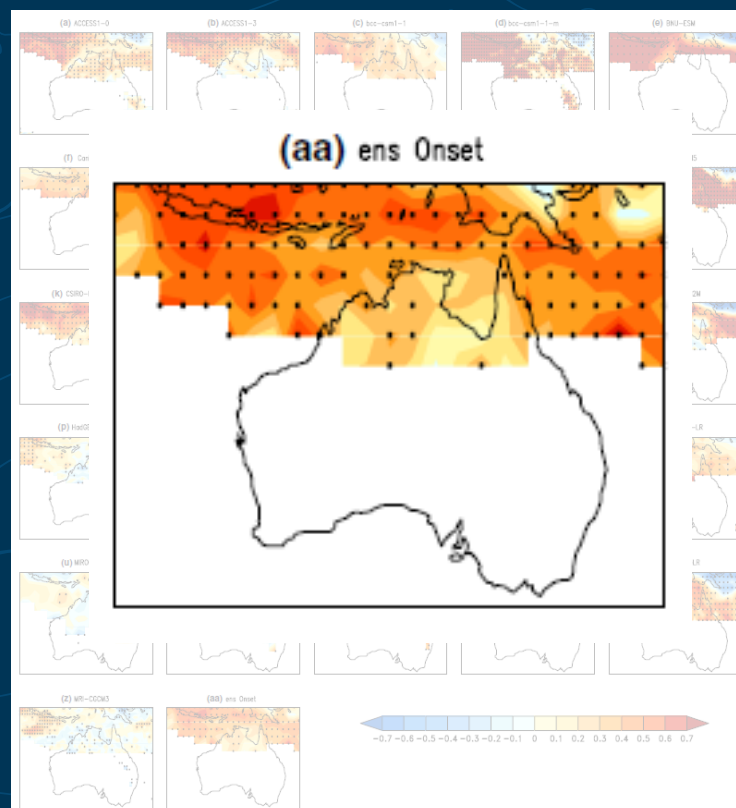 (a) ACCESS1-0
(b) ACCESS1-3
(c) bcc-csm1-1
(d) bcc-csm1-1-m
(e) BNU-ESM
(aa) ens Onset
(f)
(k)
(p)
(u)
(z) MRI-CGCM3
(aa) ens Onset
-0.7 -0.6 -0.5 -0.4 -0.3 -0.2 -0.1 0 0.1 0.2 0.3 0.4 0.5 0.6 0.7